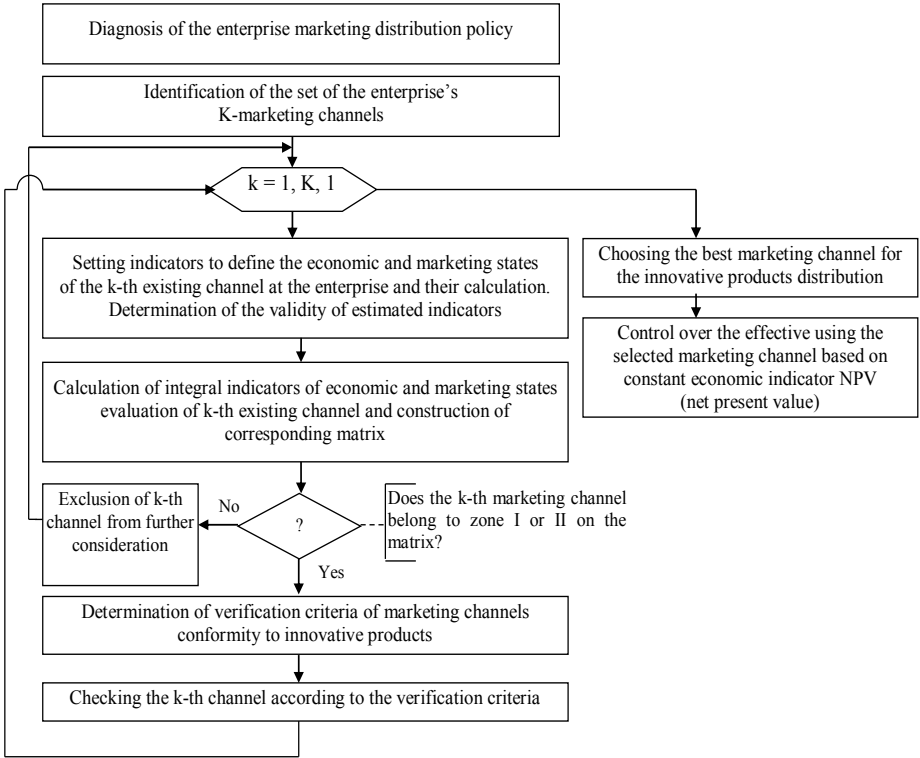 Diagnosis of the enterprise marketing distribution policy
Identification of the set of the enterprise's
K-marketing channels
k = 1, K, 1
Setting indicators to define the economic and marketing states
of the k-th existing channel at the enterprise and their calculation.
Determination of the validity of estimated indicators
Choosing the best marketing channel for
the innovative products distribution
Control over the effective using the
selected marketing channel based on
constant economic indicator NPV
(net present value)
Calculation of integral indicators of economic and marketing states
evaluation of k-th existing channel and construction of
corresponding matrix
Exclusion of k-th
channel from further
consideration
No
?
Does the k-th marketing channel
belong to zone I or II on the
matrix?
Yes
Determination of verification criteria of marketing channels
conformity to innovative products
Checking the k-th channel according to the verification criteria